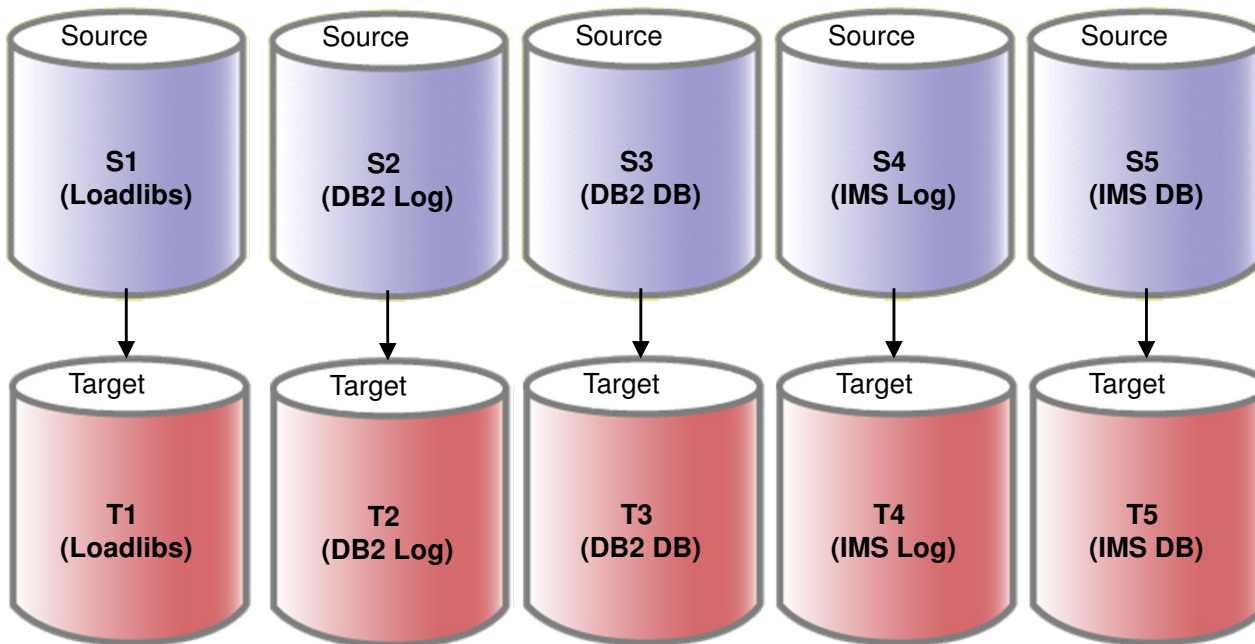 Source
Source
Source
Source
Source
S1
(Loadlibs)
S2
(DB2 Log)
S3
(DB2 DB)
S4
(IMS Log)
S5
(IMS DB)
Target
Target
Target
Target
Target
T1
(Loadlibs)
T2
(DB2 Log)
T3
(DB2 DB)
T4
(IMS Log)
T5
(IMS DB)